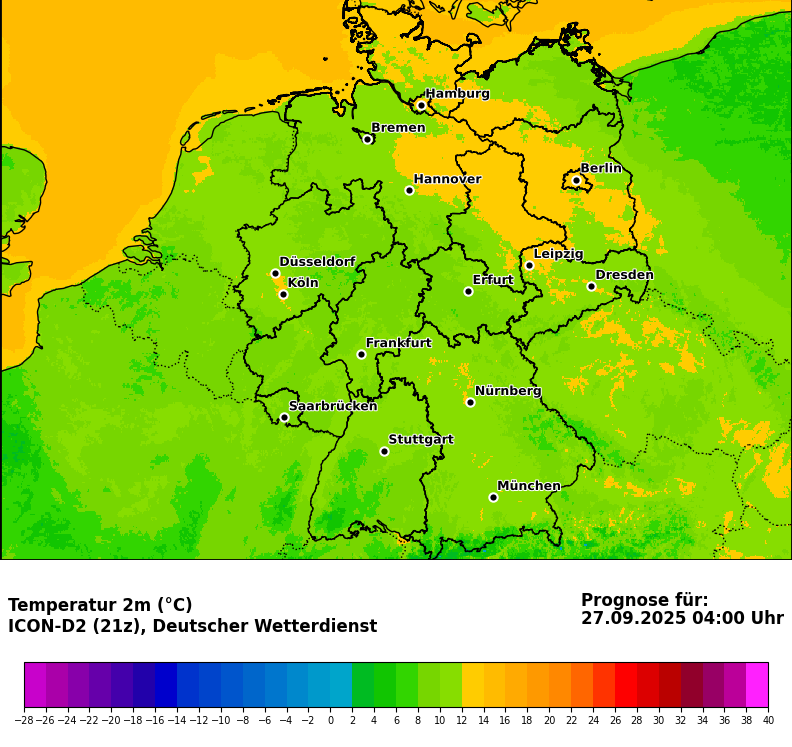 Hamburg
Bremen
Berlin
Hannover
Leipzig
Düsseldorf
Dresden
Köln
Erfurt
Frankfurt
Nürnberg
Saarbrücken
Stuttgart
München
Temperatur 2m (°C)
ICON-D2 (21z), Deutscher Wetterdienst
Prognose für:
27.09.2025 04:00 Uhr
−28 −26 −24 −22 −20 −18 −16 −14 −12 −10 −8 −6 −4 −2 0 2 4 6 8 10 12 14 16 18 20 22 24 26 28 30 32 34 36 38 40